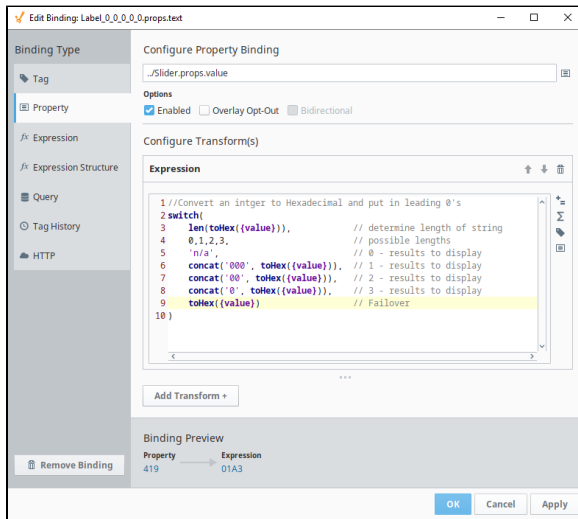 Edit Binding: Label_0_0_0_0_0.props.text
Binding Type
Tag
Property
fx Expression
fx Expression Structure
Query
Tag History
HTTP
Remove Binding
Configure Property Binding
../Slider.props.value
Options
Enabled Overlay Opt-Out Bidirectional
Configure Transform(s)
Expression
1 //Convert an intger to Hexadecimal and put in leading 0's
2 switch(
3 len(toHex({value})), // determine length of string
4 0,1,2,3, // possible lengths
5 'n/a', // 0 - results to display
6 concat('000', toHex({value})), // 1 - results to display
7 concat('00', toHex({value})), // 2 - results to display
8 concat('0', toHex({value})), // 3 - results to display
9 toHex({value}) // Failover
10 )
Add Transform +
Binding Preview
Property Expression
419 01A3
OK Cancel Apply